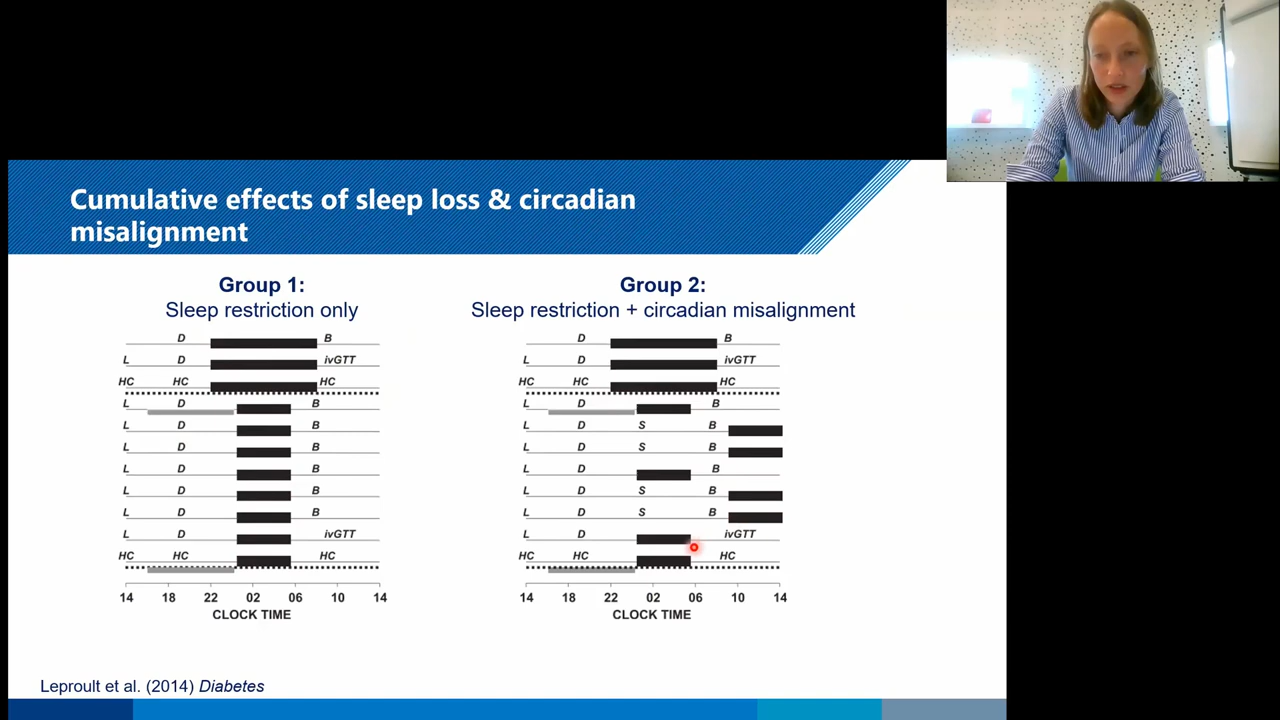 Cumulative effects of sleep loss & circadian
misalignment
Group 1:
Sleep restriction only
D B
L D ivGTT
HC HC HC
L D B
L D B
L D B
L D B
L D B
L D B
L D ivGTT
HC HC HC
14 18 22 02 06 10 14
CLOCK TIME
Group 2:
Sleep restriction + circadian misalignment
D B
L D ivGTT
HC HC HC
L D B
L D S B
L D S B
L D B
L D S B
L D S B
L D ivGTT
HC HC HC
14 18 22 02 06 10 14
CLOCK TIME
Leproult et al. (2014) Diabetes